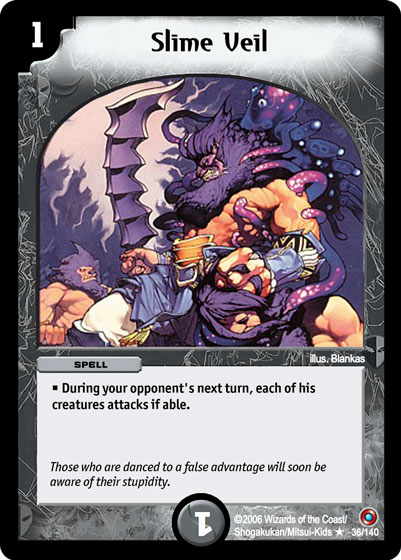 1
Slime Veil
illus. Biankas
SPELL
▪ During your opponent's next turn, each of his
creatures attacks if able.
Those who are danced to a false advantage will soon be
aware of their stupidity.
1
©2006 Wizards of the Coast/
Shogakukan/Mitsui-Kids ★ -36/140